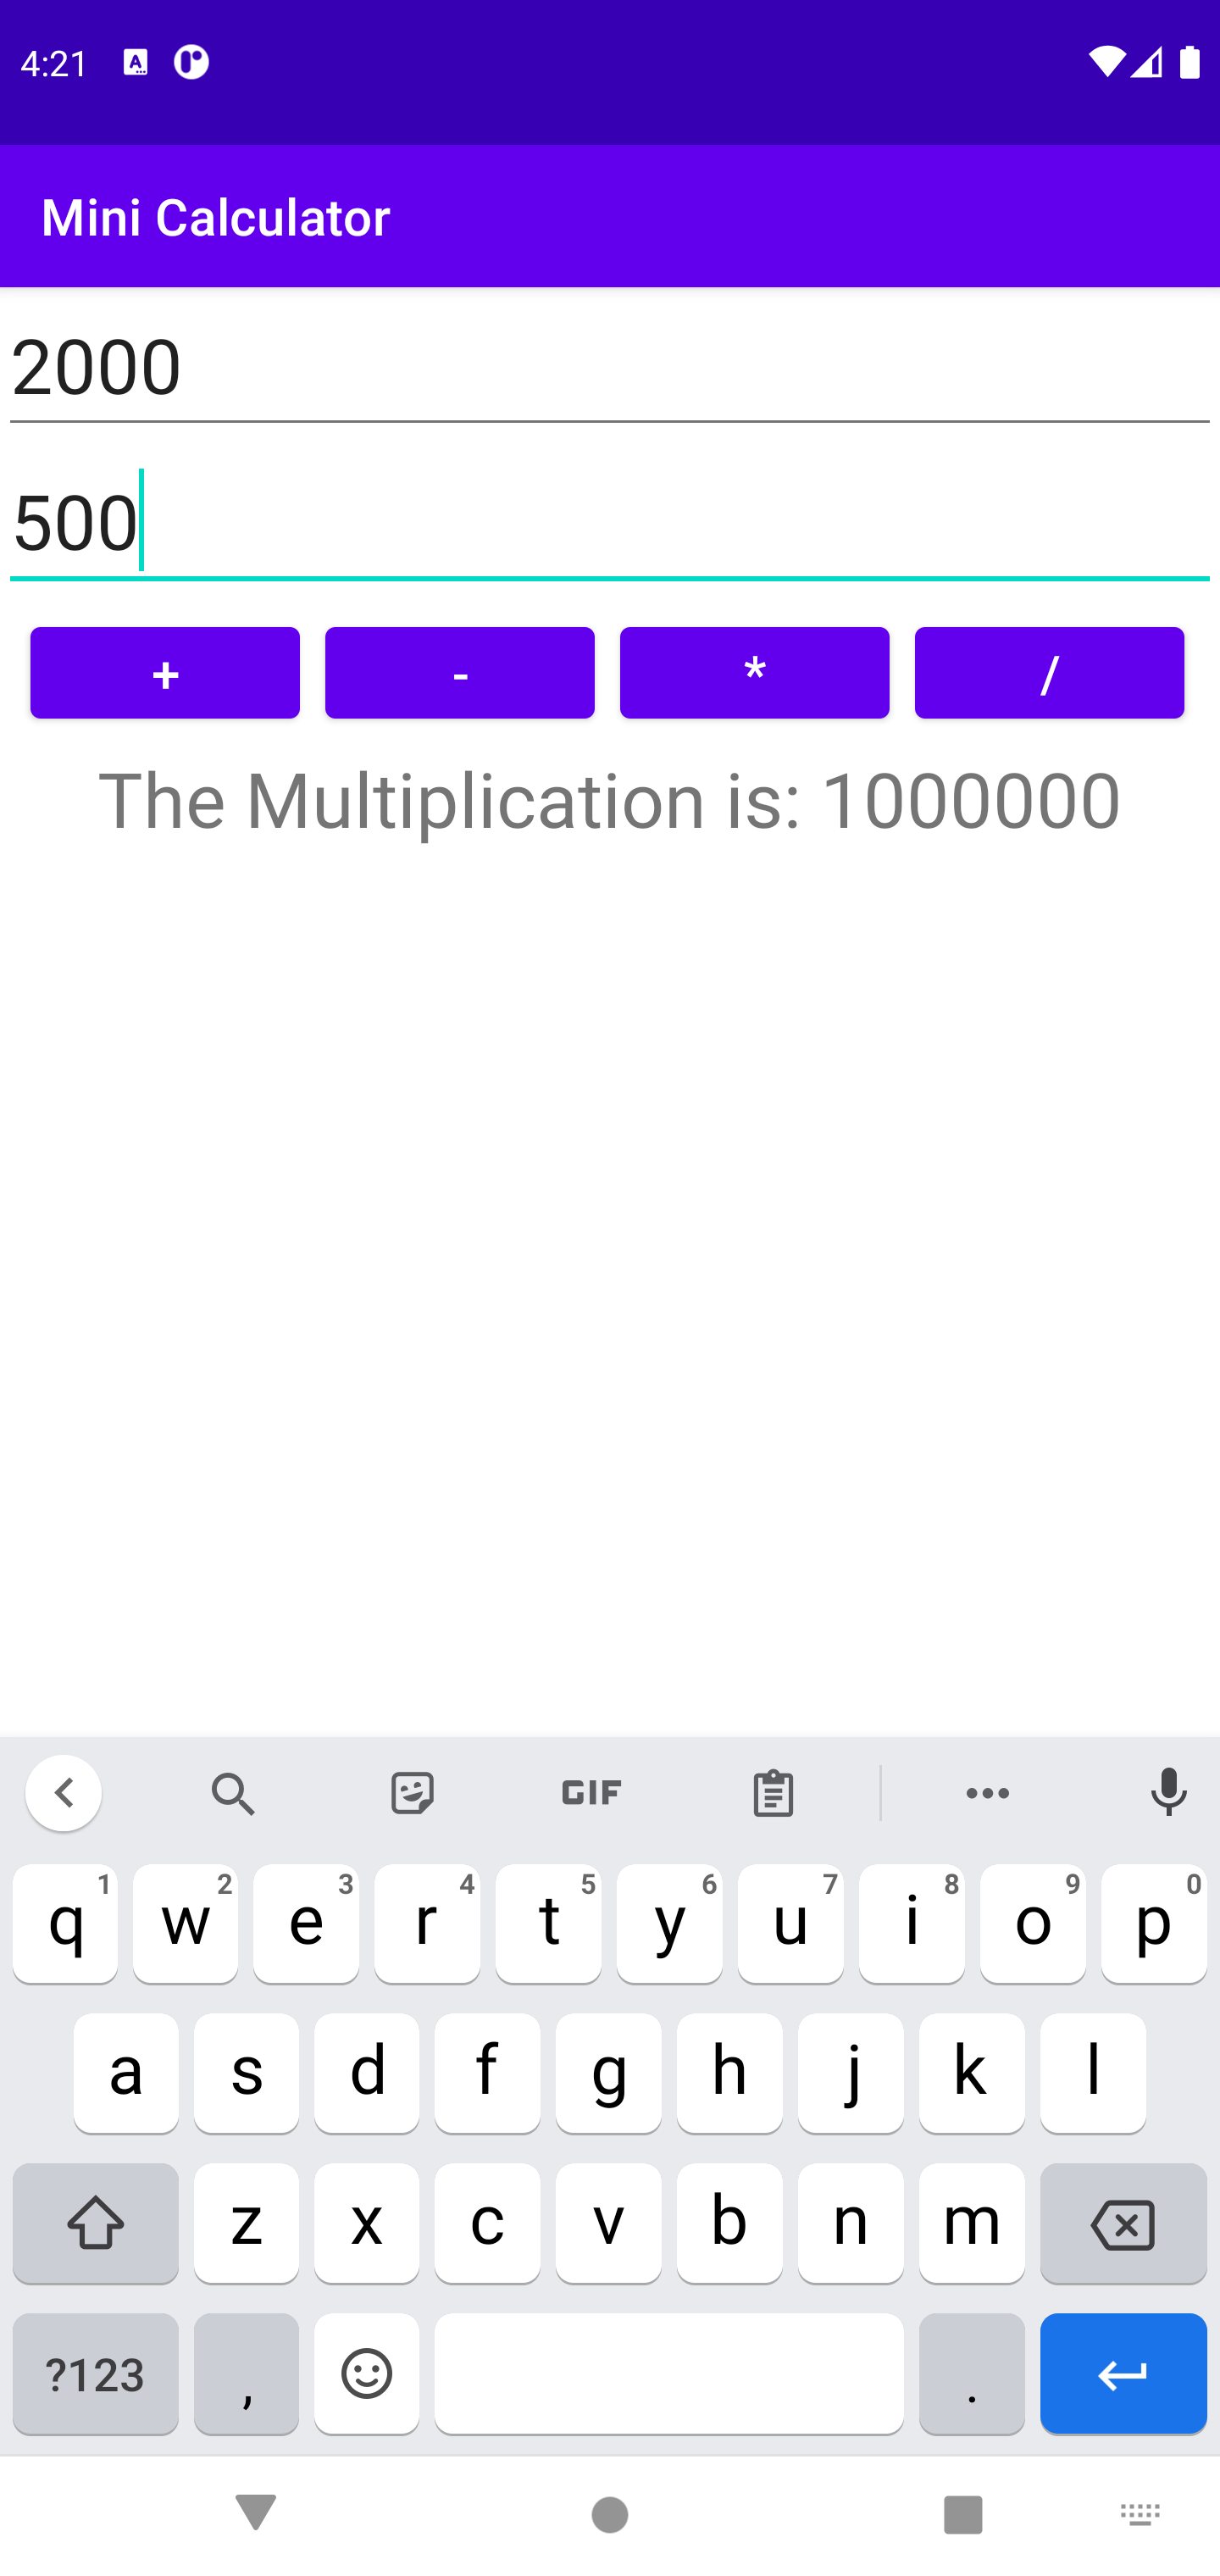 4:21
Mini Calculator
2000
500
+ - * /
The Multiplication is: 1000000
GIF
1 2 3 4 5 6 7 8 9 0
q w e r t y u i o p
a s d f g h j k l
z x c v b n m
?123 , .